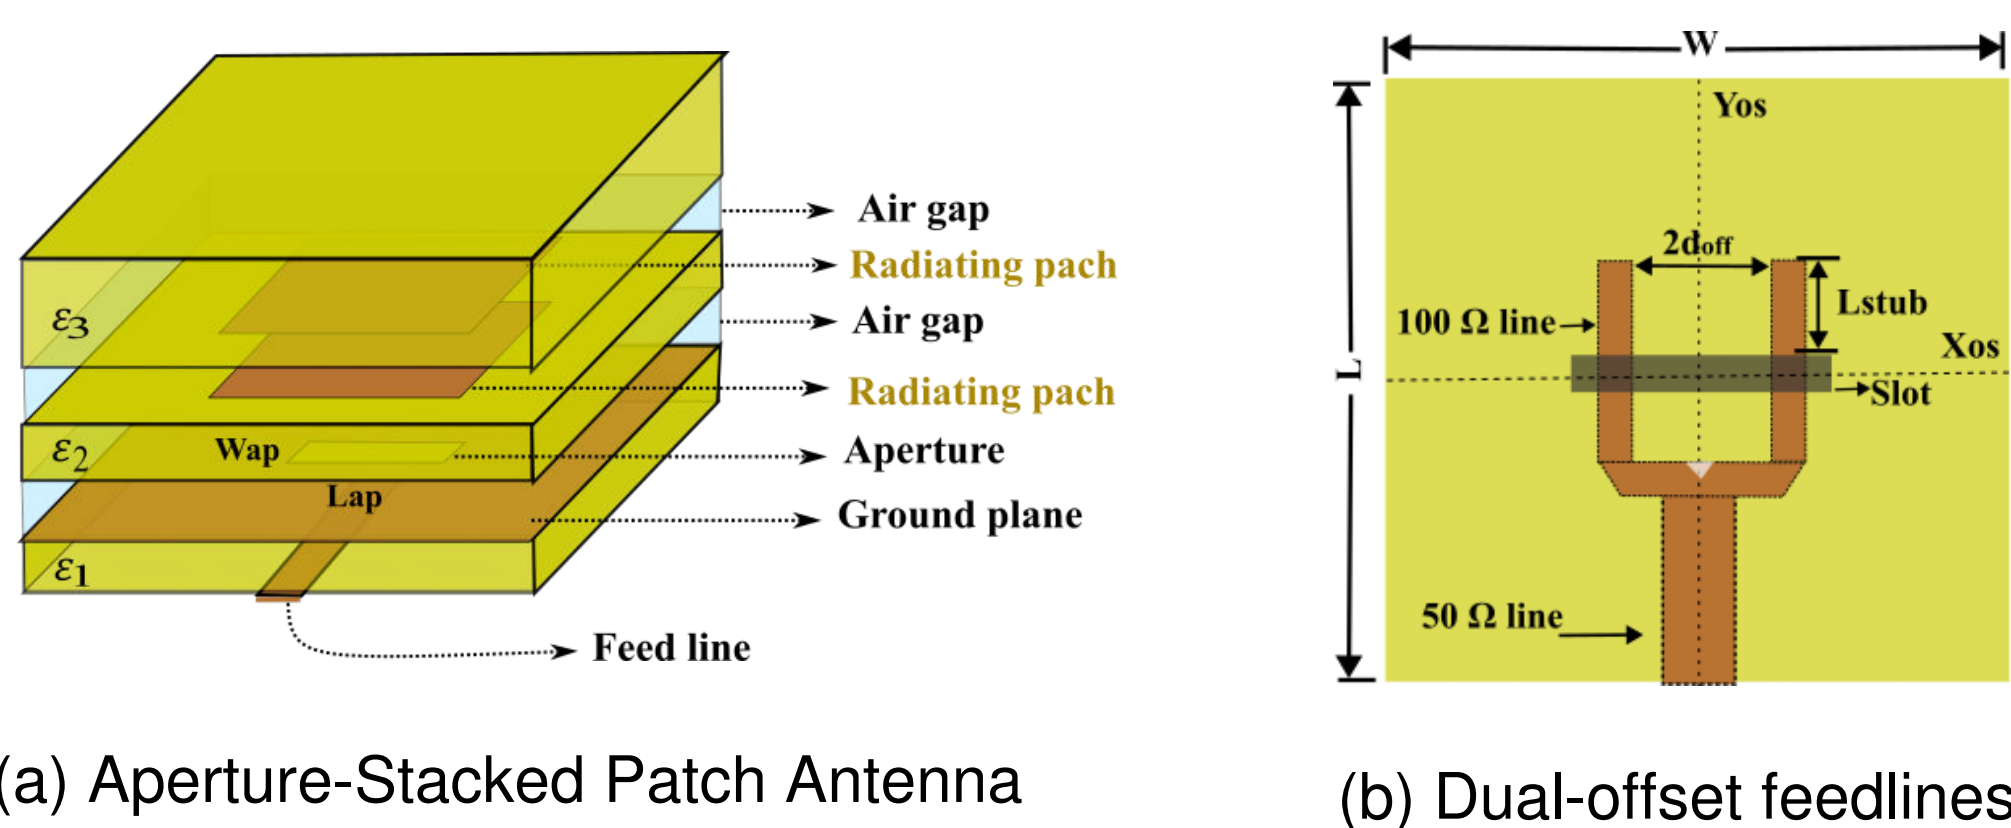 Air gap
Radiating pach
Air gap
Radiating pach
Aperture
Ground plane
Feed line
ε3
ε2
ε1
Wap
Lap
(a) Aperture-Stacked Patch Antenna
W
Yos
2doff
Lstub
100 Ω line
Xos
L
Slot
50 Ω line
(b) Dual-offset feedlines